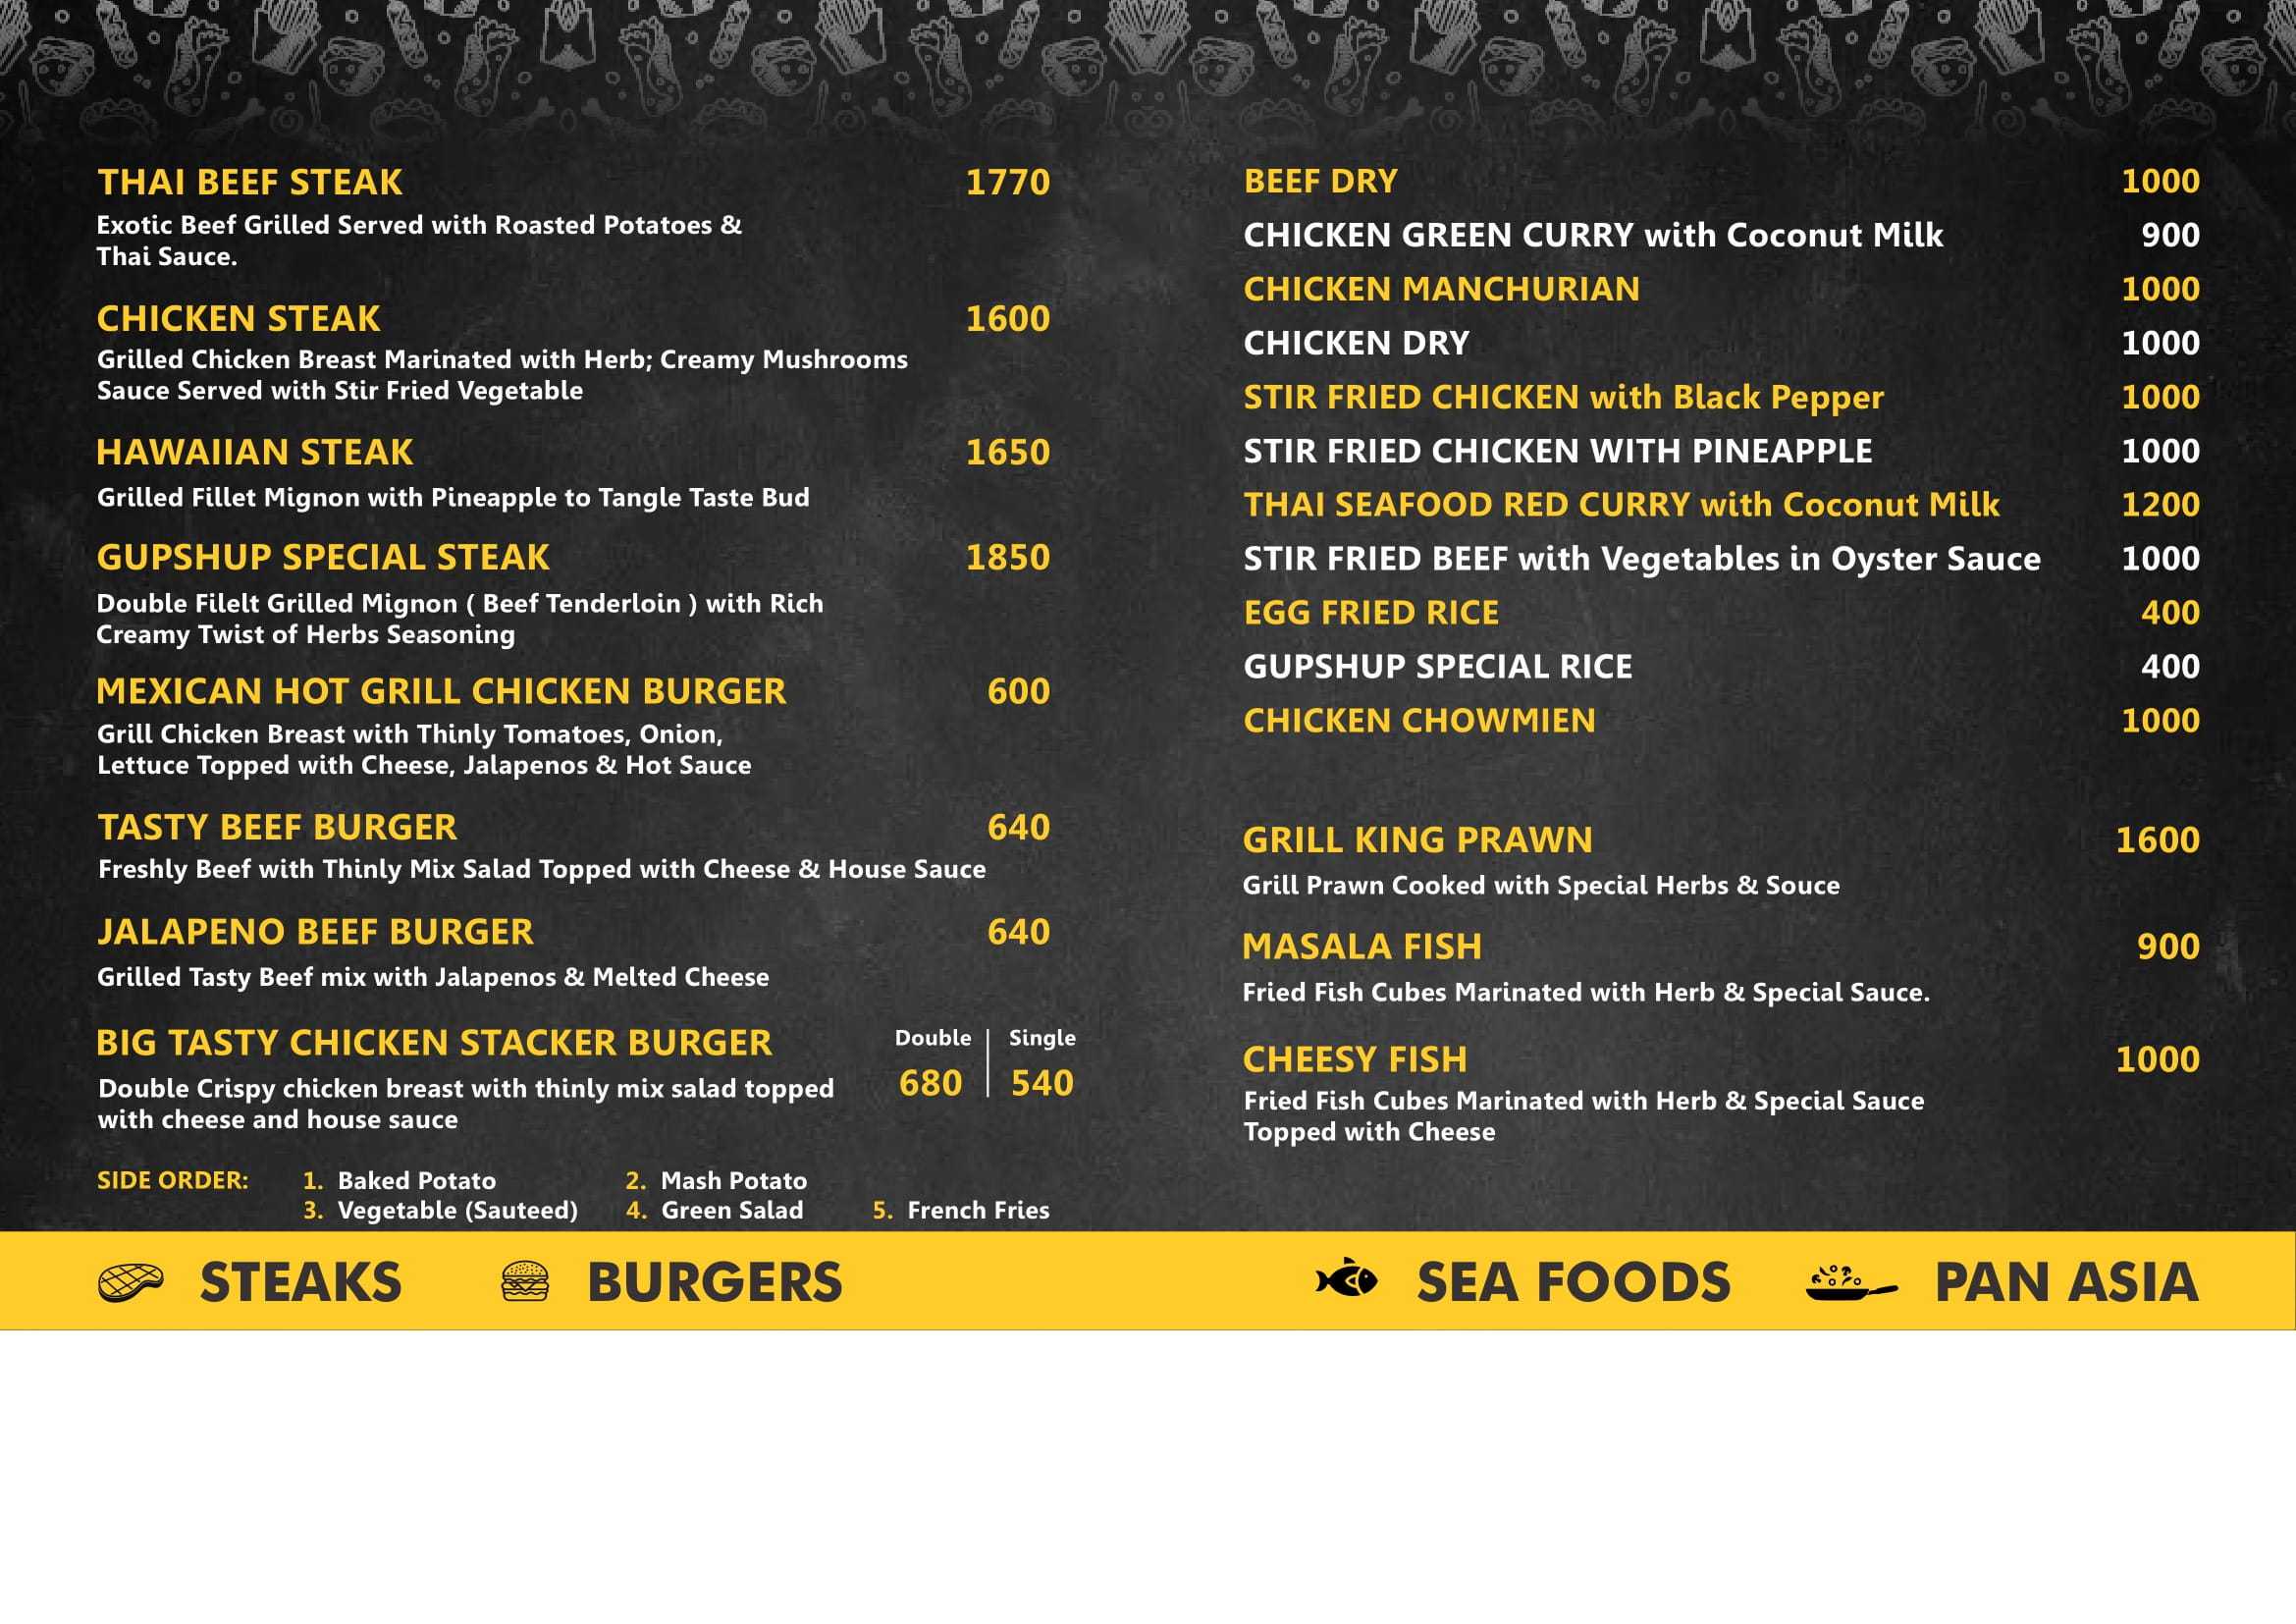 THAI BEEF STEAK 1770
Exotic Beef Grilled Served with Roasted Potatoes &
Thai Sauce.
CHICKEN STEAK 1600
Grilled Chicken Breast Marinated with Herb; Creamy Mushrooms
Sauce Served with Stir Fried Vegetable
HAWAIIAN STEAK 1650
Grilled Fillet Mignon with Pineapple to Tangle Taste Bud
GUPSHUP SPECIAL STEAK 1850
Double Filelt Grilled Mignon ( Beef Tenderloin ) with Rich
Creamy Twist of Herbs Seasoning
MEXICAN HOT GRILL CHICKEN BURGER 600
Grill Chicken Breast with Thinly Tomatoes, Onion,
Lettuce Topped with Cheese, Jalapenos & Hot Sauce
TASTY BEEF BURGER 640
Freshly Beef with Thinly Mix Salad Topped with Cheese & House Sauce
JALAPENO BEEF BURGER 640
Grilled Tasty Beef mix with Jalapenos & Melted Cheese
BIG TASTY CHICKEN STACKER BURGER Double Single
680 540
Double Crispy chicken breast with thinly mix salad topped
with cheese and house sauce
SIDE ORDER: 1. Baked Potato 2. Mash Potato
3. Vegetable (Sauteed) 4. Green Salad 5. French Fries
BEEF DRY 1000
CHICKEN GREEN CURRY with Coconut Milk 900
CHICKEN MANCHURIAN 1000
CHICKEN DRY 1000
STIR FRIED CHICKEN with Black Pepper 1000
STIR FRIED CHICKEN WITH PINEAPPLE 1000
THAI SEAFOOD RED CURRY with Coconut Milk 1200
STIR FRIED BEEF with Vegetables in Oyster Sauce 1000
EGG FRIED RICE 400
GUPSHUP SPECIAL RICE 400
CHICKEN CHOWMIEN 1000
GRILL KING PRAWN 1600
Grill Prawn Cooked with Special Herbs & Souce
MASALA FISH 900
Fried Fish Cubes Marinated with Herb & Special Sauce.
CHEESY FISH 1000
Fried Fish Cubes Marinated with Herb & Special Sauce
Topped with Cheese
STEAKS BURGERS SEA FOODS PAN ASIA